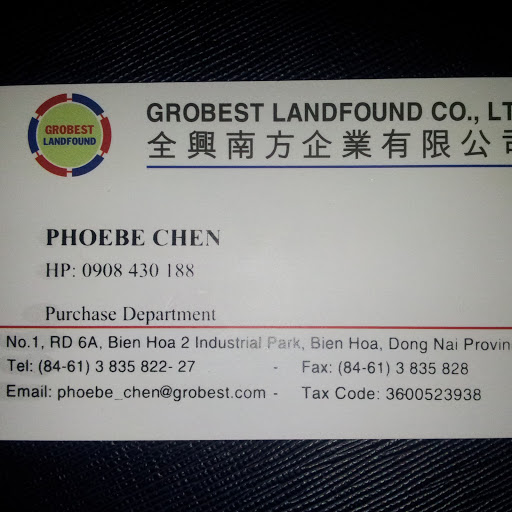 GROBEST
LANDFOUND
GROBEST LANDFOUND CO., LT
全興南方企業有限公司
PHOEBE CHEN
HP: 0908 430 188
Purchase Department
No.1, RD 6A, Bien Hoa 2 Industrial Park, Bien Hoa, Dong Nai Provin
Tel: (84-61) 3 835 822- 27 - Fax: (84-61) 3 835 828
Email: phoebe_chen@grobest.com - Tax Code: 3600523938